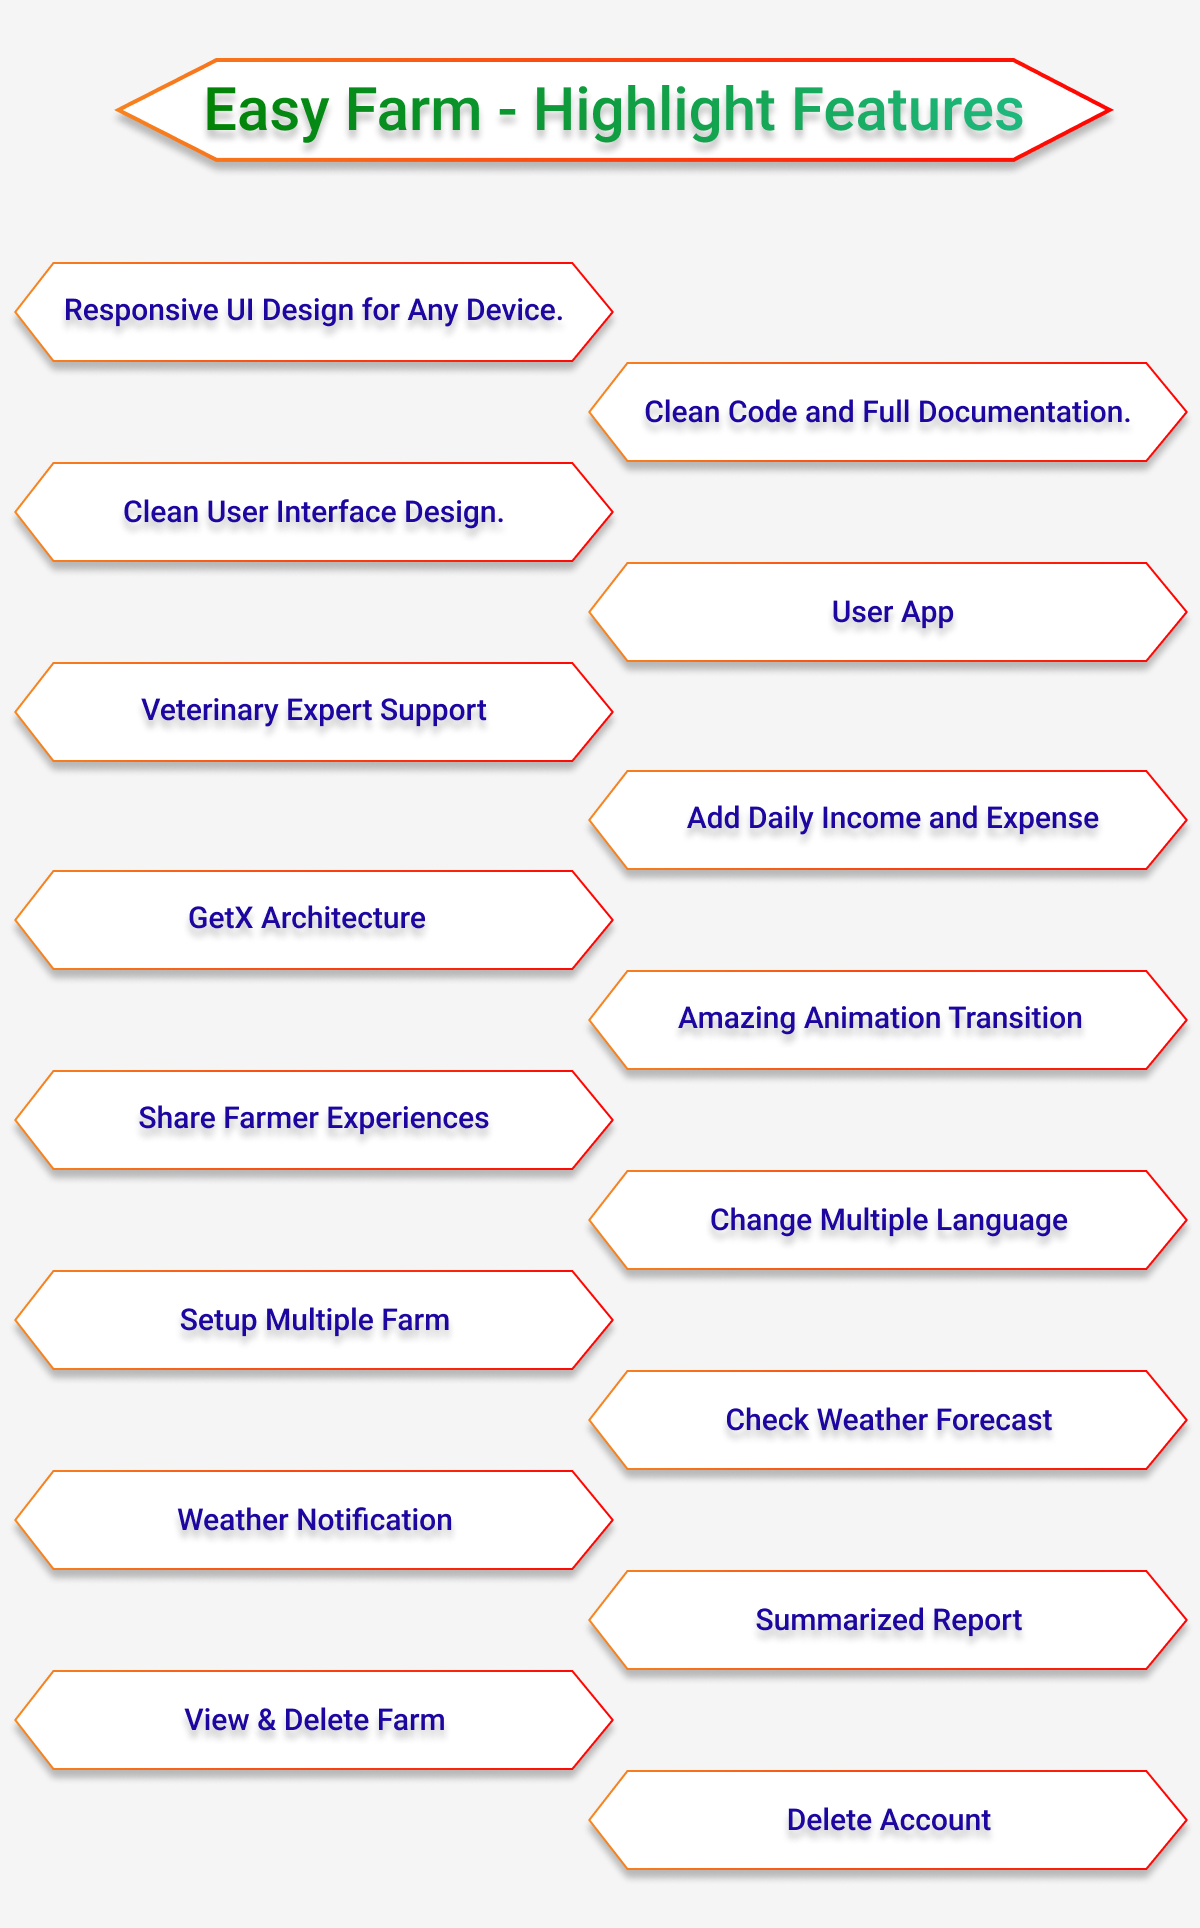 Easy Farm - Highlight Features
Responsive UI Design for Any Device.
Clean Code and Full Documentation.
Clean User Interface Design.
User App
Veterinary Expert Support
Add Daily Income and Expense
GetX Architecture
Amazing Animation Transition
Share Farmer Experiences
Change Multiple Language
Setup Multiple Farm
Check Weather Forecast
Weather Notification
Summarized Report
View & Delete Farm
Delete Account